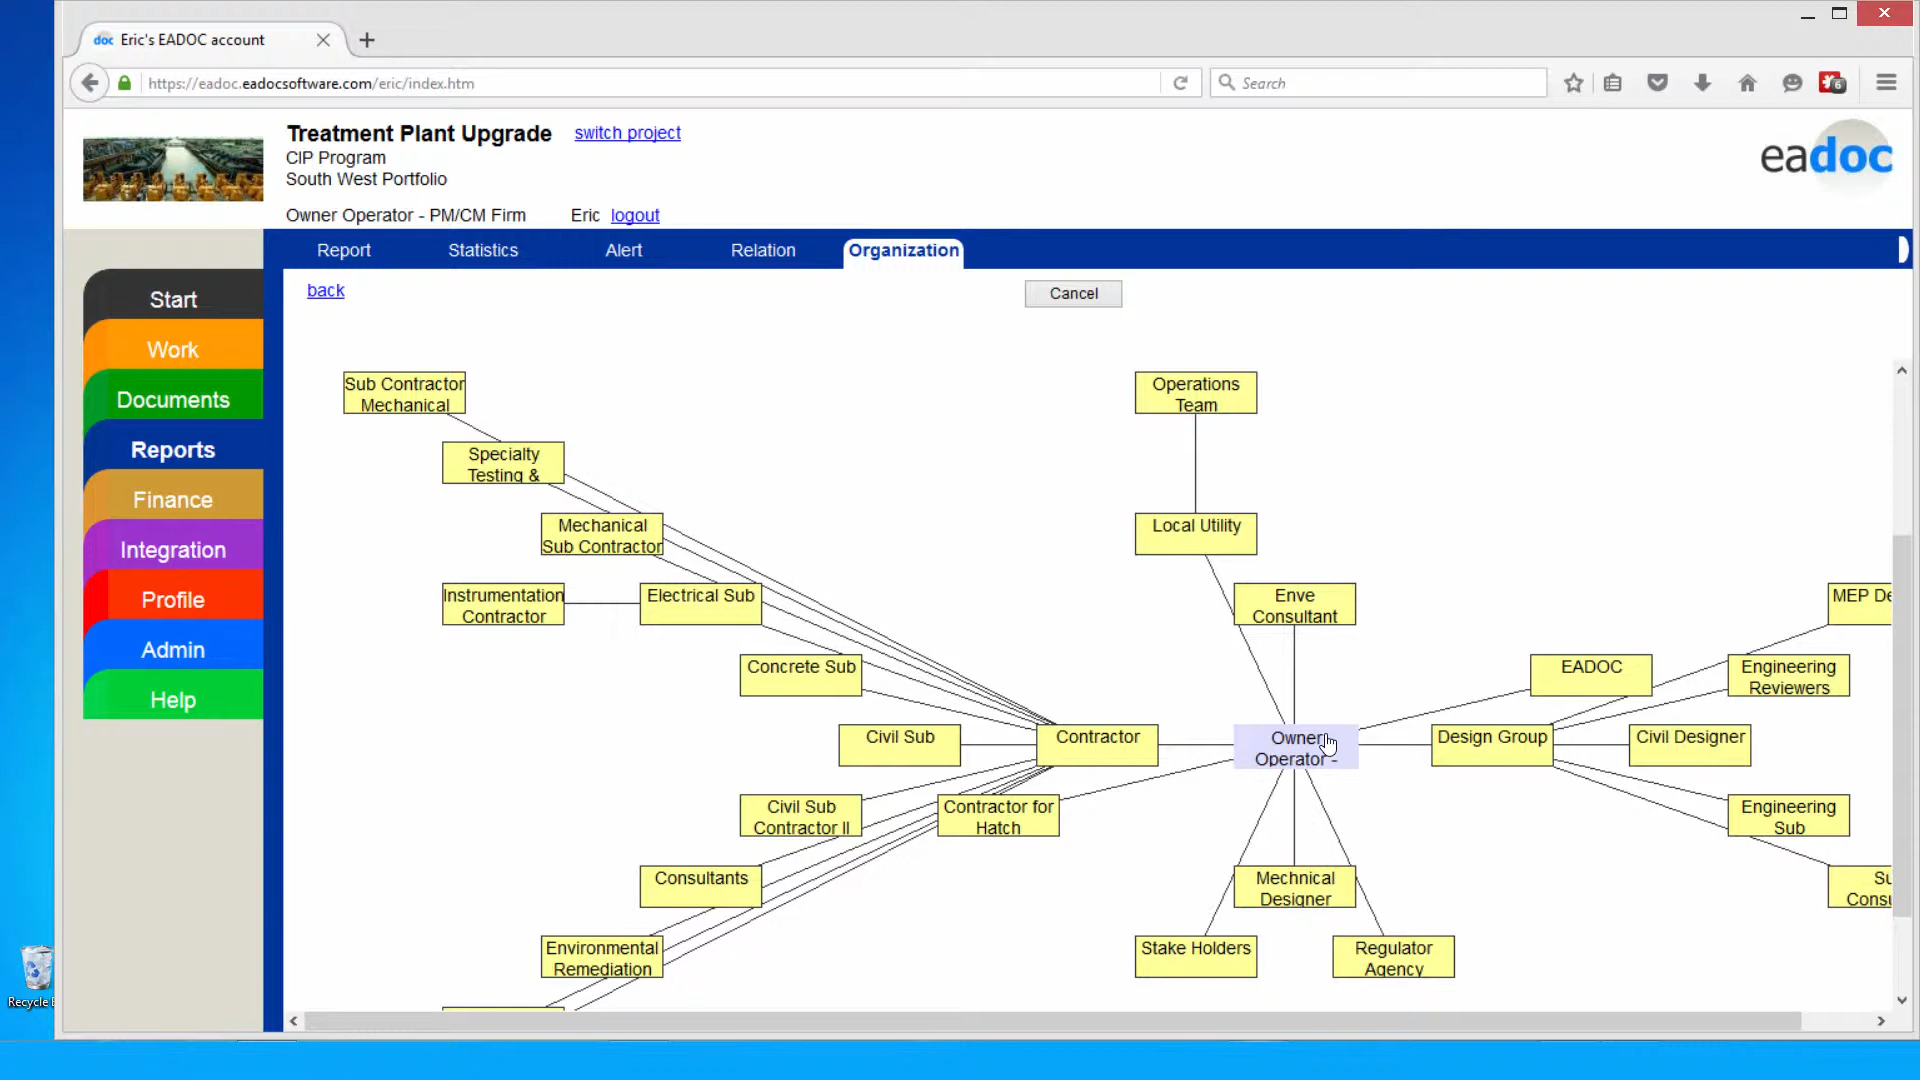 doc Eric's EADOC account
https://eadoc.eadocsoftware.com/eric/index.htm
Search
6
Treatment Plant Upgrade switch project
CIP Program
South West Portfolio
Owner Operator - PM/CM Firm Eric logout
eadoc
Report Statistics Alert Relation Organization
back
Cancel
Start
Work
Documents
Reports
Finance
Integration
Profile
Admin
Help
Sub Contractor
Mechanical
Operations
Team
Specialty
Testing &
Mechanical
Sub Contractor
Local Utility
Instrumentation
Contractor
Electrical Sub
Enve
Consultant
MEP De
Concrete Sub
EADOC
Engineering
Reviewers
Civil Sub
Contractor
Owner
Operator -
Design Group
Civil Designer
Civil Sub
Contractor II
Contractor for
Hatch
Engineering
Sub
Consultants
Mechnical
Designer
Su
Consu
Environmental
Remediation
Stake Holders
Regulator
Agency
Recycle